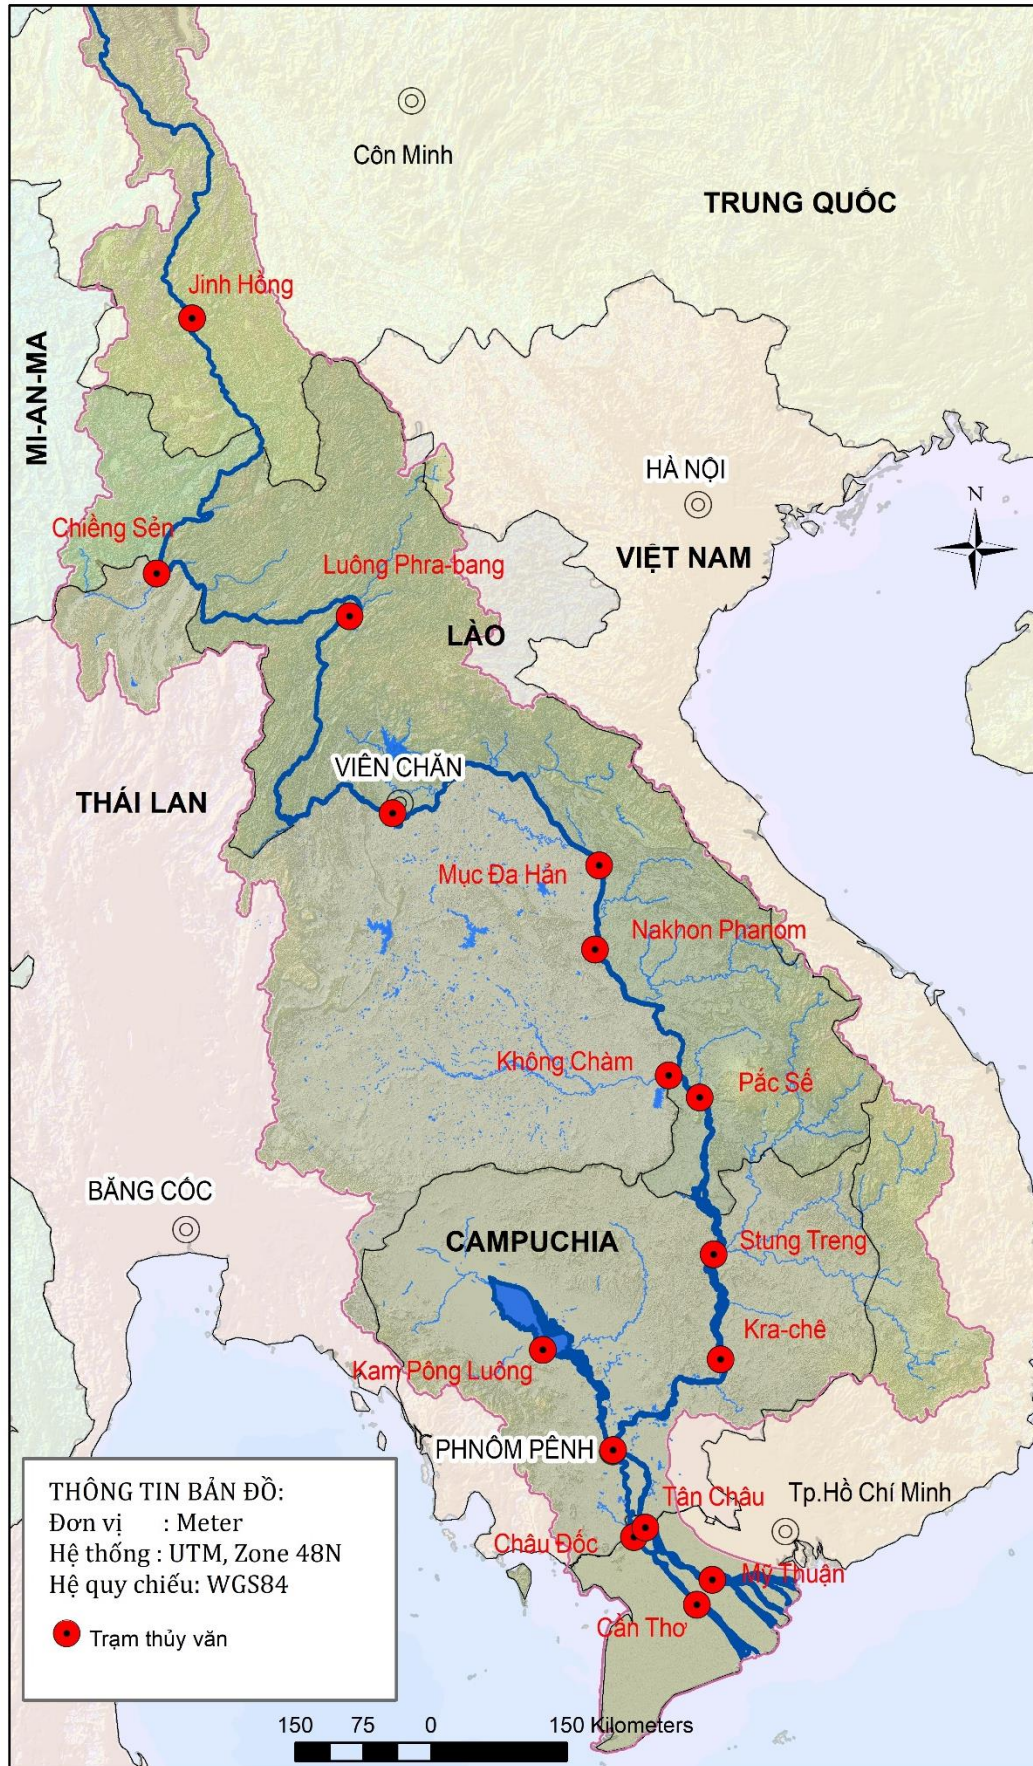 Côn Minh
TRUNG QUỐC
Jinh Hồng
MI-AN-MA
HÀ NỘI
N
Chiềng Sẻn
VIỆT NAM
Luông Phra-bang
LÀO
VIÊN CHĂN
THÁI LAN
Mục Đa Hản
Nakhon Phanom
Không Chàm
Pắc Sế
BĂNG CỐC
CAMPUCHIA
Stung Treng
Kra-chê
Kam Pông Luông
PHNÔM PÊNH
Tân Châu
Tp.Hồ Chí Minh
Châu Đốc
Mỹ Thuận
Cần Thơ
THÔNG TIN BẢN ĐỒ:
Đơn vị : Meter
Hệ thống : UTM, Zone 48N
Hệ quy chiếu: WGS84
Trạm thủy văn
150 75 0 150 Kilometers